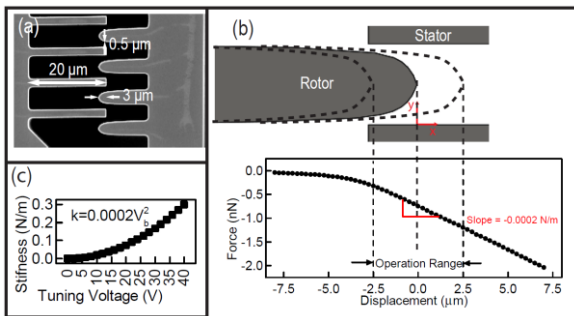 (a)
0.5 µm
20 µm
3 µm
(b)
Stator
Rotor
y
(c)
k=0.0002V_b^2
Stifness (N/m)
0.3
0.2
0.1
0.0
0 5 10 15 20 25 30 35 40
Tuning Voltage (V)
Force (nN)
0.0
-0.5
-1.0
-1.5
-2.0
Slope = -0.0002 N/m
Operation Range
-7.5 -5.0 -2.5 0.0 2.5 5.0 7.5
Displacement (µm)